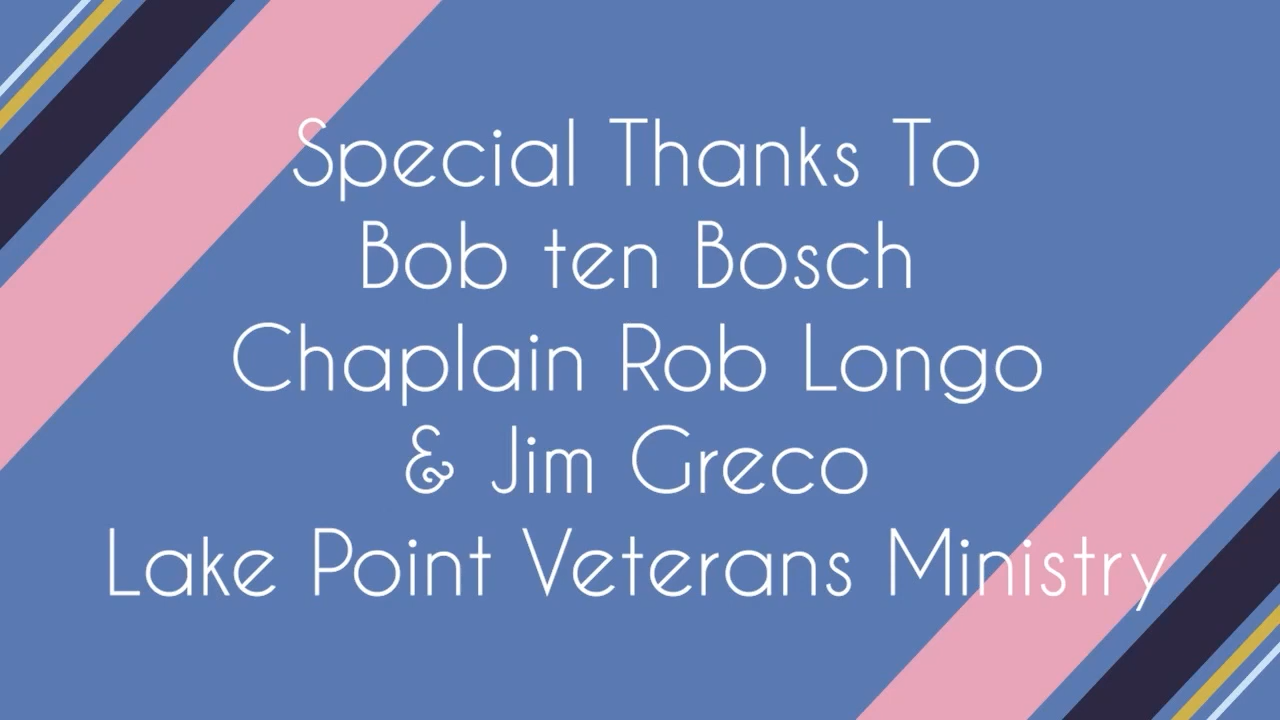 Special Thanks To
Bob ten Bosch
Chaplain Rob Longo
& Jim Greco
Lake Point Veterans Ministry